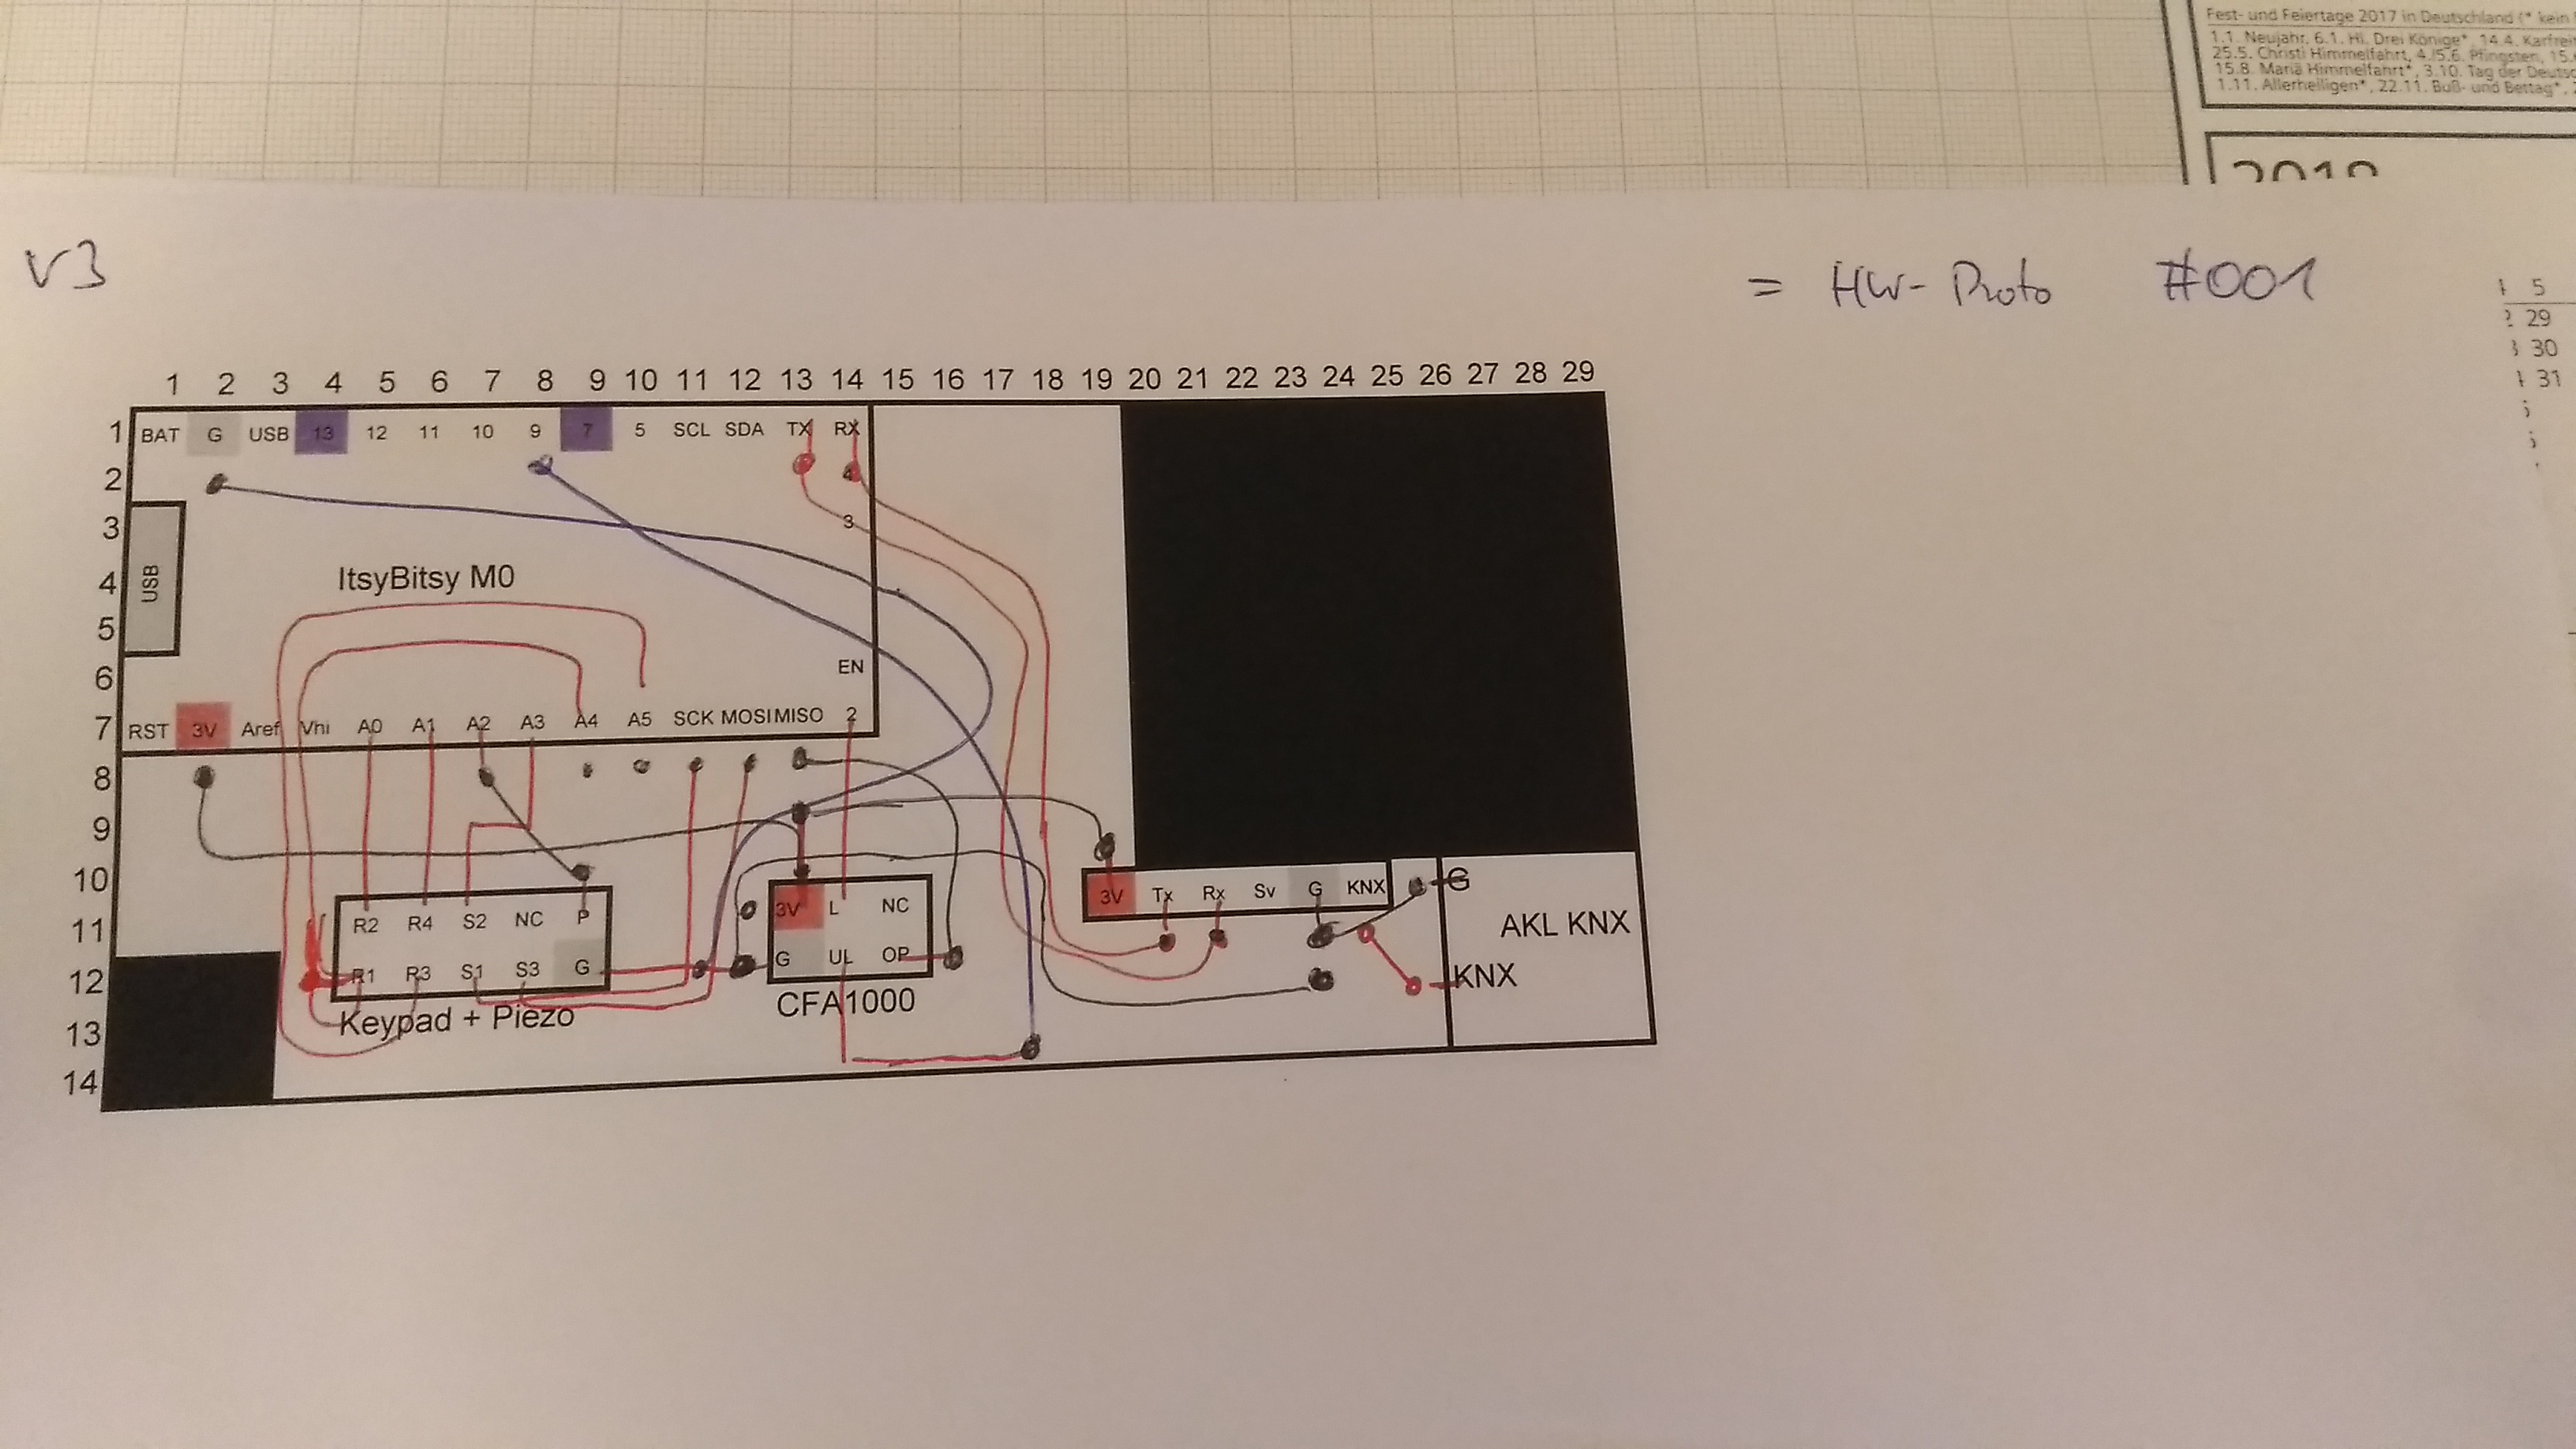 Fest- und Feiertage 2017 in Deutschland (* kein
1.1. Neujahr, 6.1. Hl. Drei Könige*, 14.4. Karfrei
25.5. Christi Himmelfahrt, 4./5.6. Pfingsten, 15.
15.8. Mariä Himmelfahrt*, 3.10. Tag der Deuts
1.11. Allerheiligen*, 22.11. Buß- und Bettag*,
2018
V3 = HW-Proto #001
5
29
30
31
1 2 3 4 5 6 7 8 9 10 11 12 13 14 15 16 17 18 19 20 21 22 23 24 25 26 27 28 29
1 BAT G USB 13 12 11 10 9 7 5 SCL SDA TX RX
2 4
3 3
4 USB ItsyBitsy M0
5
6 EN
7 RST 3V Aref Vhi A0 A1 A2 A3 A4 A5 SCK MOSI MISO 2
8
9
10 3V Tx Rx Sv G KNX G
11 R2 R4 S2 NC P 3V L NC AKL KNX
12 R1 R3 S1 S3 G G UL OP KNX
13 Keypad + Piezo CFA1000
14